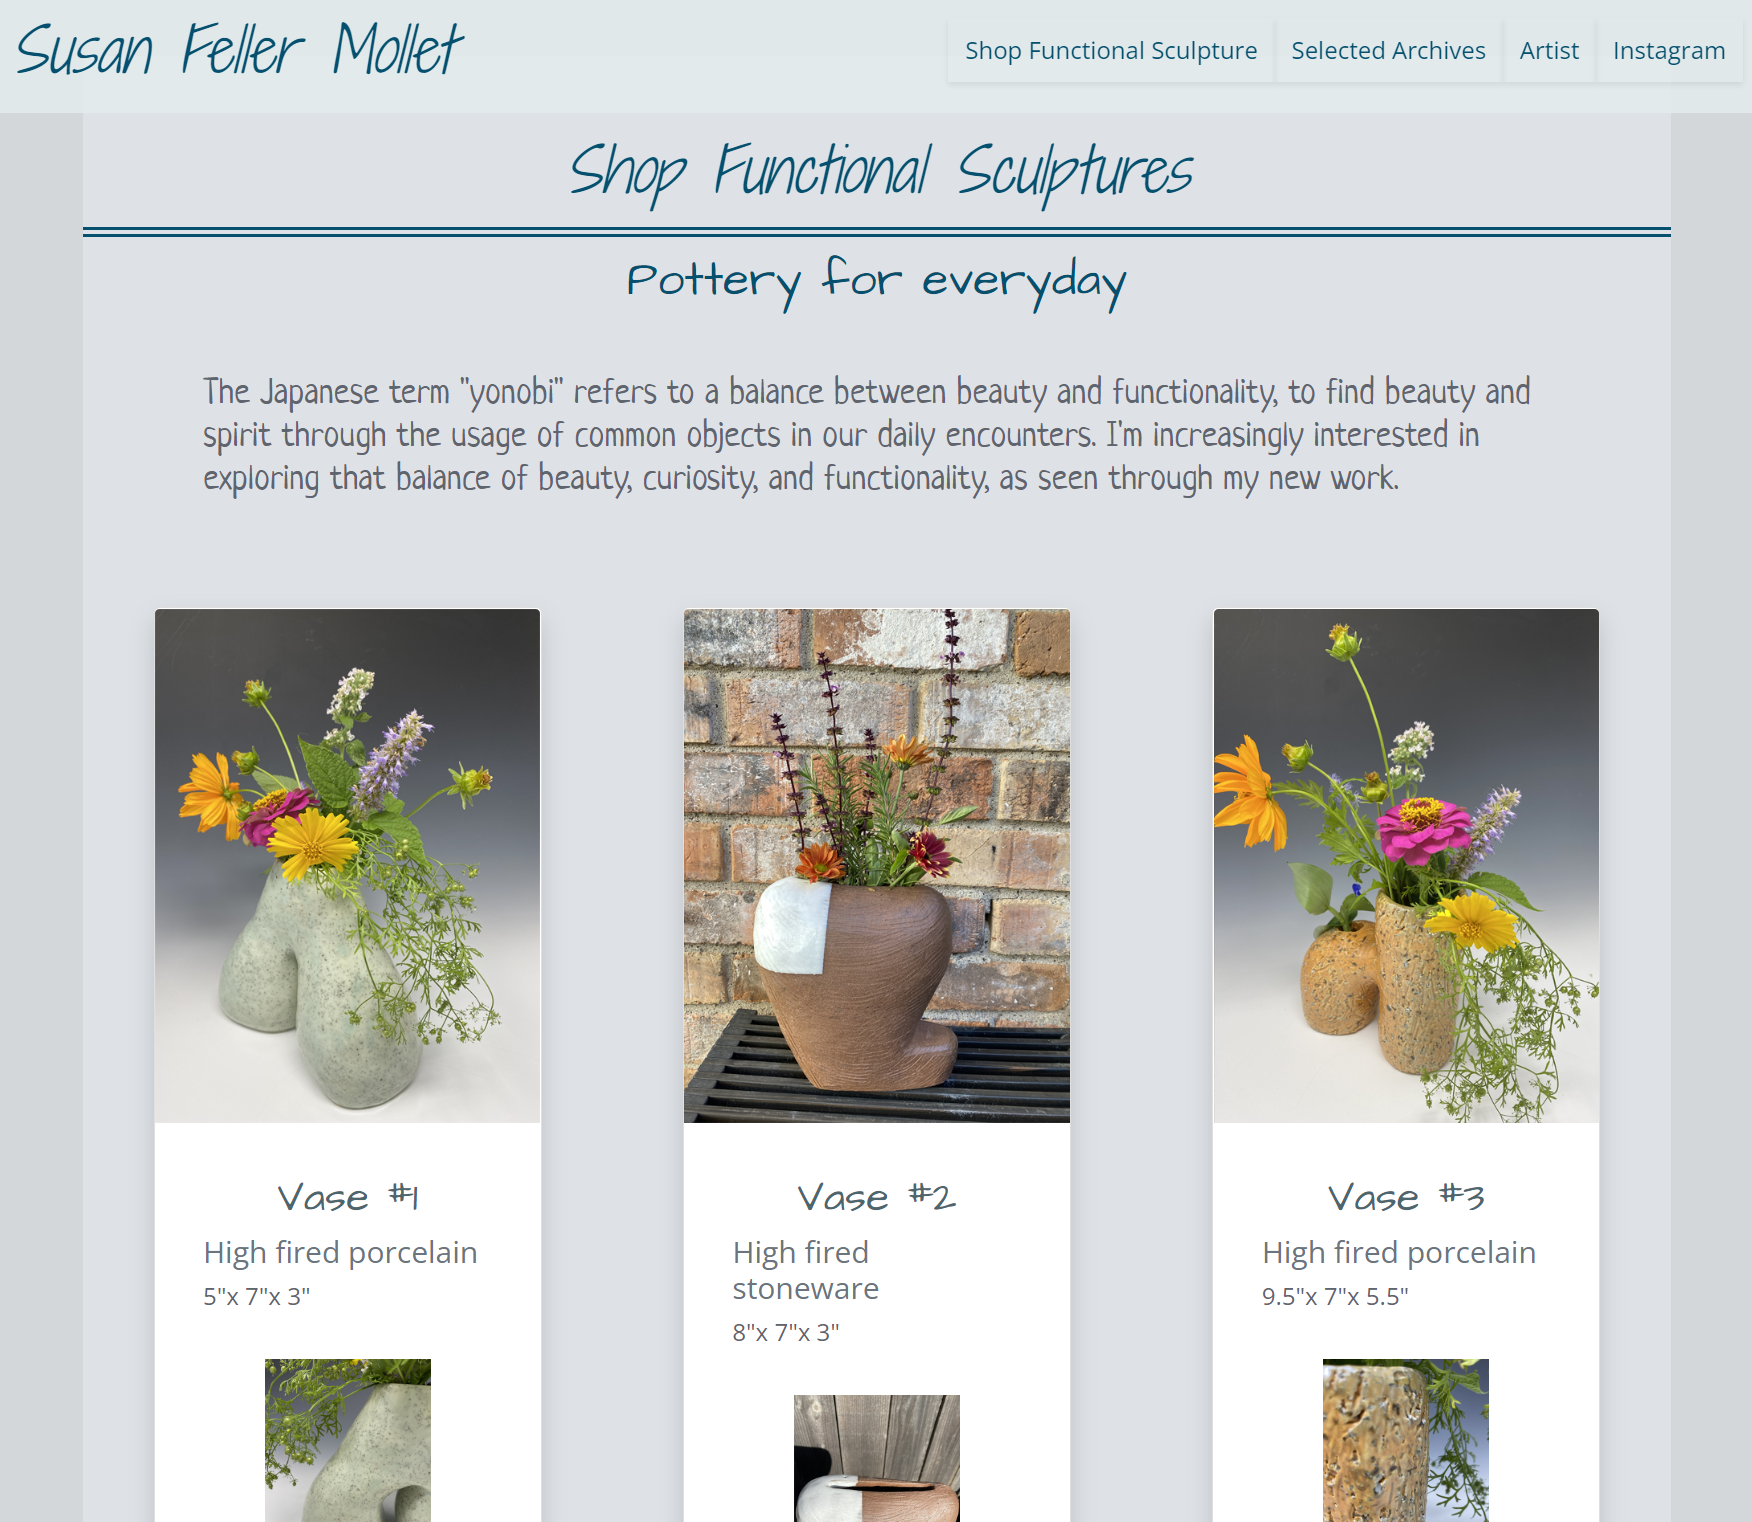 Susan Feller Mollet
Shop Functional Sculpture
Selected Archives
Artist
Instagram
Shop Functional Sculptures
Pottery for everyday
The Japanese term "yonobi" refers to a balance between beauty and functionality, to find beauty and
spirit through the usage of common objects in our daily encounters. I'm increasingly interested in
exploring that balance of beauty, curiosity, and functionality, as seen through my new work.
Vase #1
High fired porcelain
5"x 7"x 3"
Vase #2
High fired
stoneware
8"x 7"x 3"
Vase #3
High fired porcelain
9.5"x 7"x 5.5"